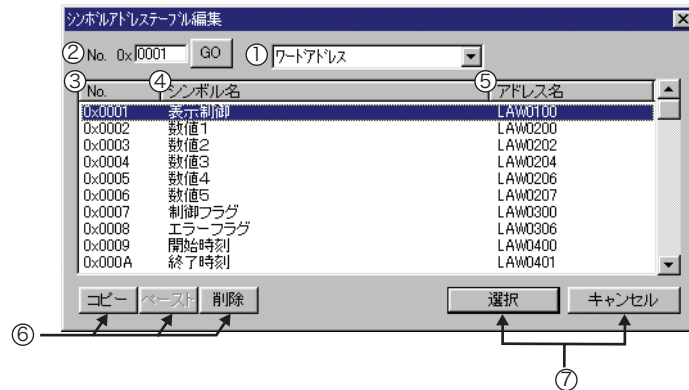 シンボルアドレステーブル編集
② No. 0x 0001 GO ① ワードアドレス
③ ④ ⑤
No. シンボル名 アドレス名
0x0001 表示制御 LAW0100
0x0002 数値1 LAW0200
0x0003 数値2 LAW0202
0x0004 数値3 LAW0204
0x0005 数値4 LAW0206
0x0006 数値5 LAW0207
0x0007 制御フラグ LAW0300
0x0008 エラーフラグ LAW0306
0x0009 開始時刻 LAW0400
0x000A 終了時刻 LAW0401
コピー ペースト 削除 選択 キャンセル
⑥
⑦